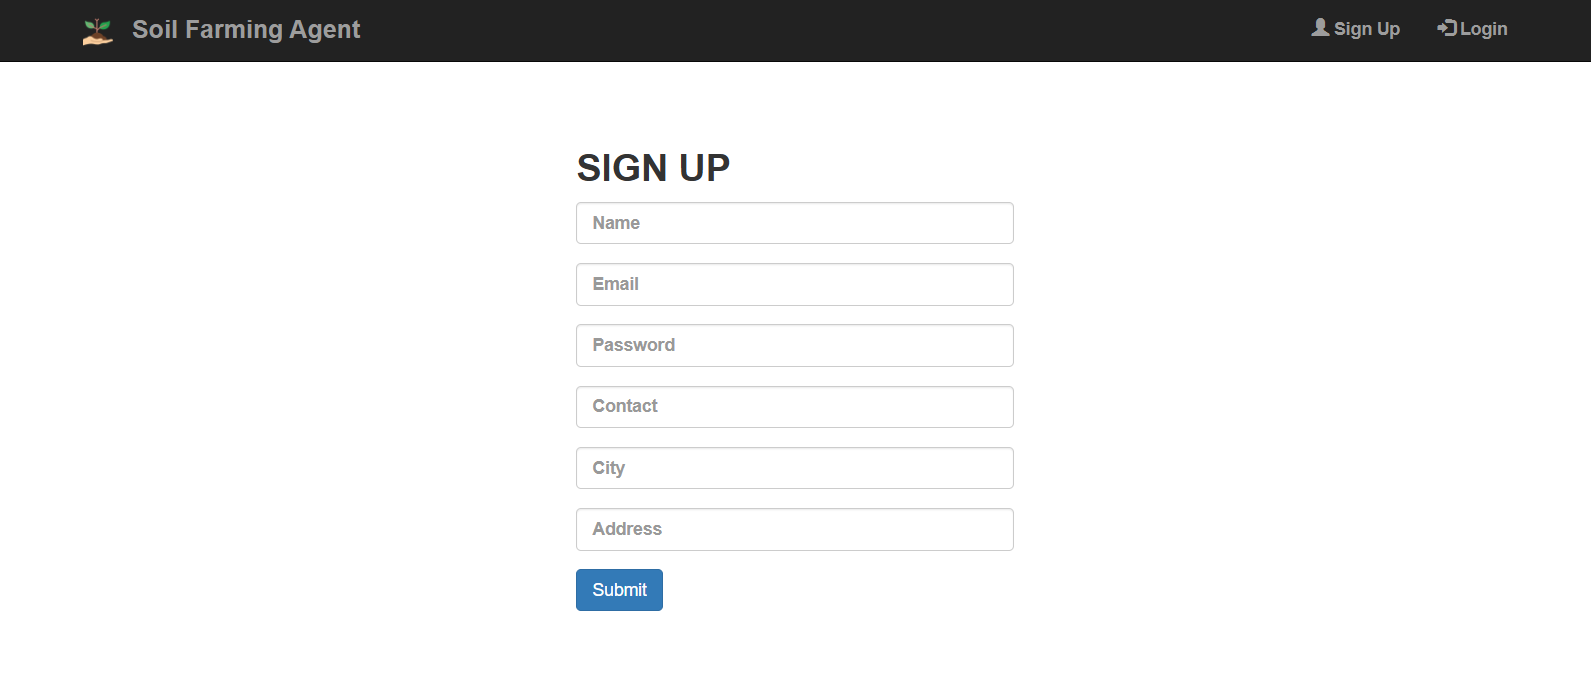 Soil Farming Agent
Sign Up
Login
SIGN UP
Name
Email
Password
Contact
City
Address
Submit